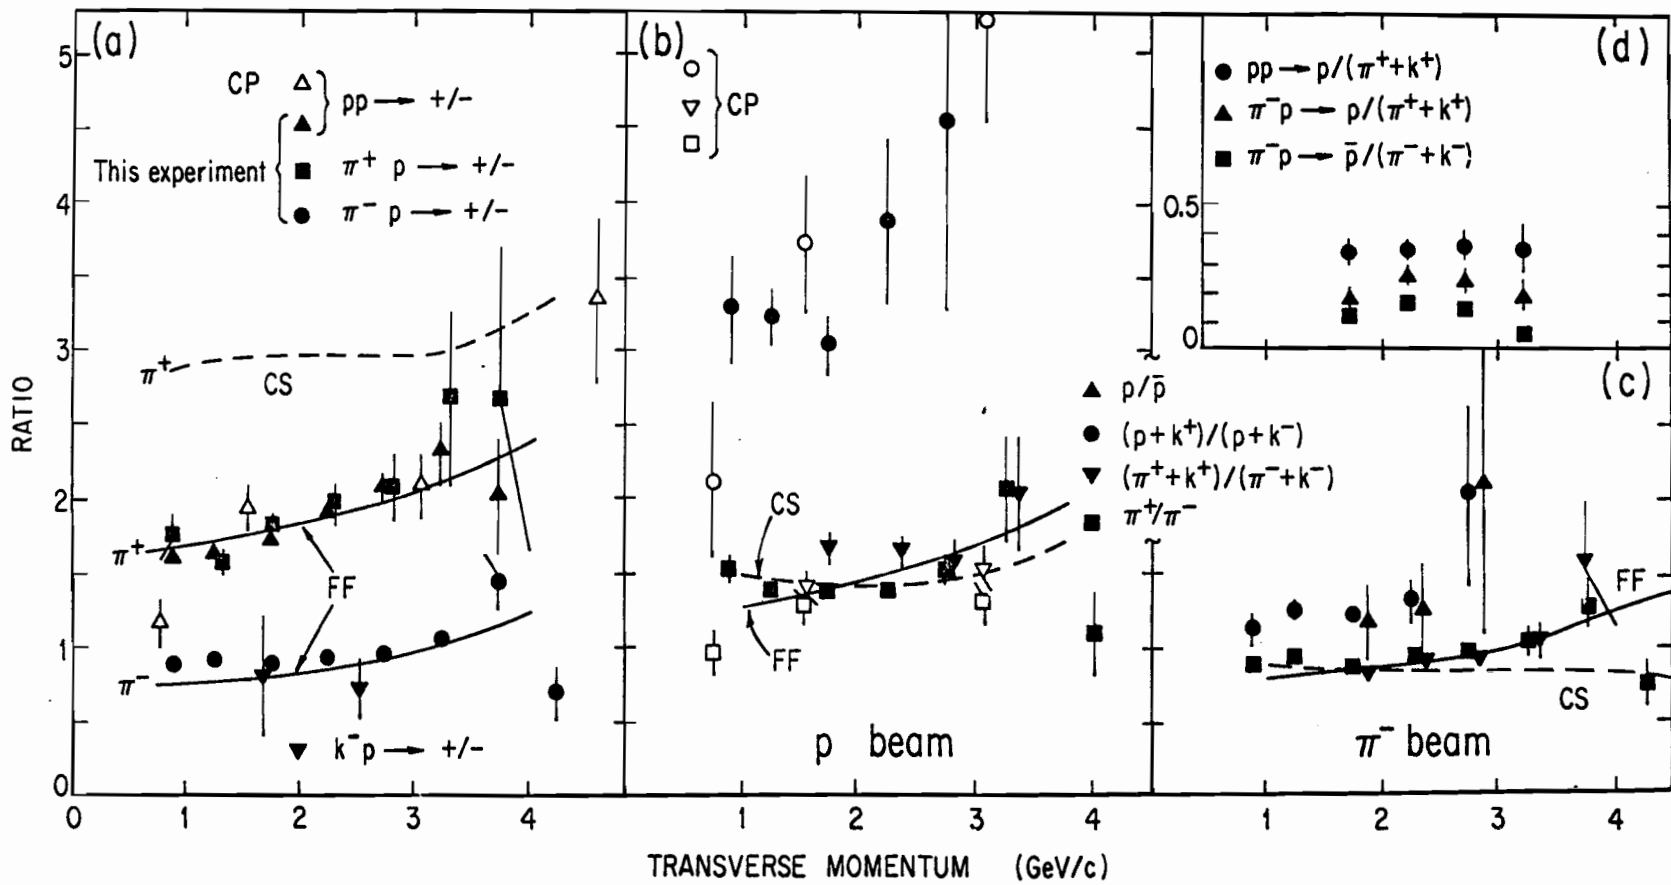 (a)
CP △ } pp → +/-
▲
This experiment { ■ π⁺ p → +/-
● π⁻ p → +/-
π⁺
CS
π⁺
FF
π⁻
▼ k⁻p → +/-
RATIO
5
4
3
2
1
0
0 1 2 3 4
(b)
○
▽ } CP
□
CS
FF
p beam
1 2 3 4
TRANSVERSE MOMENTUM (GeV/c)
(d)
● pp → p/(π⁺+k⁺)
▲ π⁻p → p/(π⁺+k⁺)
■ π⁻p → p̄/(π⁻+k⁻)
0.5
0
(c)
▲ p/p̄
● (p+k⁺)/(p+k⁻)
▼ (π⁺+k⁺)/(π⁻+k⁻)
■ π⁺/π⁻
FF
CS
π⁻ beam
1 2 3 4